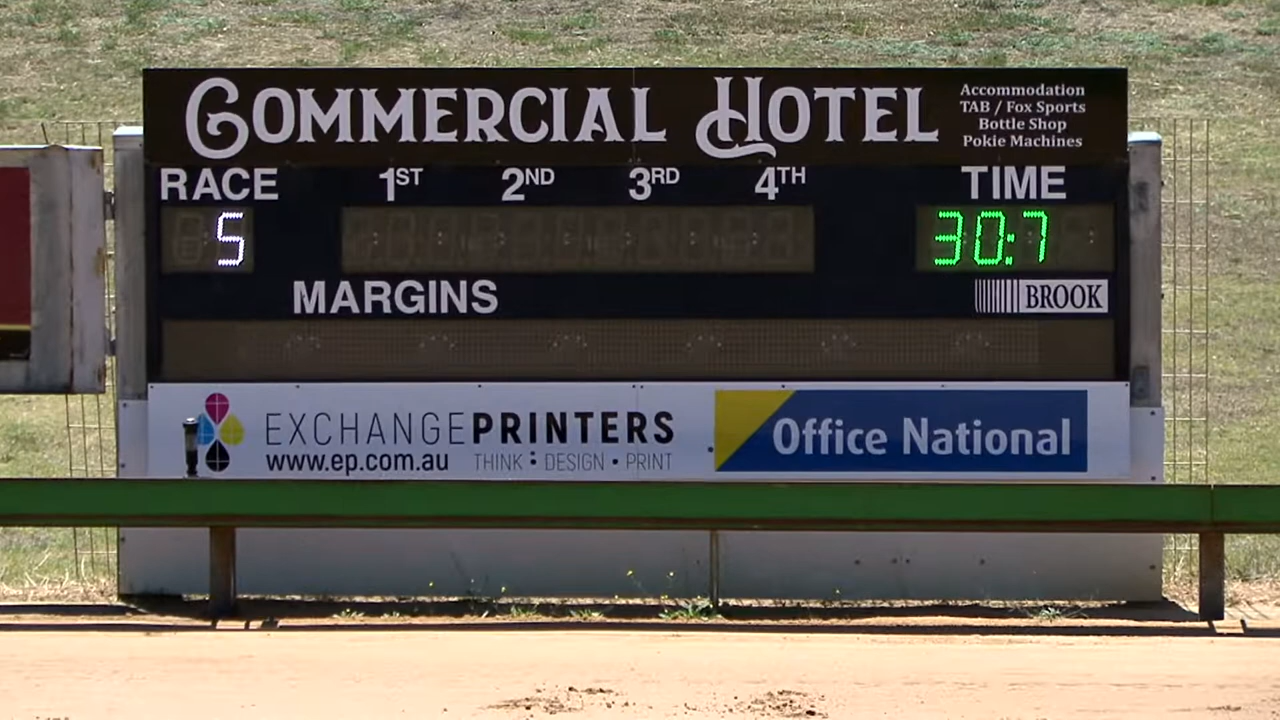 COMMERCIAL HOTEL
Accommodation
TAB / Fox Sports
Bottle Shop
Pokie Machines
RACE 1ST 2ND 3RD 4TH TIME
5 30:7
MARGINS
BROOK
EXCHANGEPRINTERS
www.ep.com.au THINK • DESIGN • PRINT
Office National